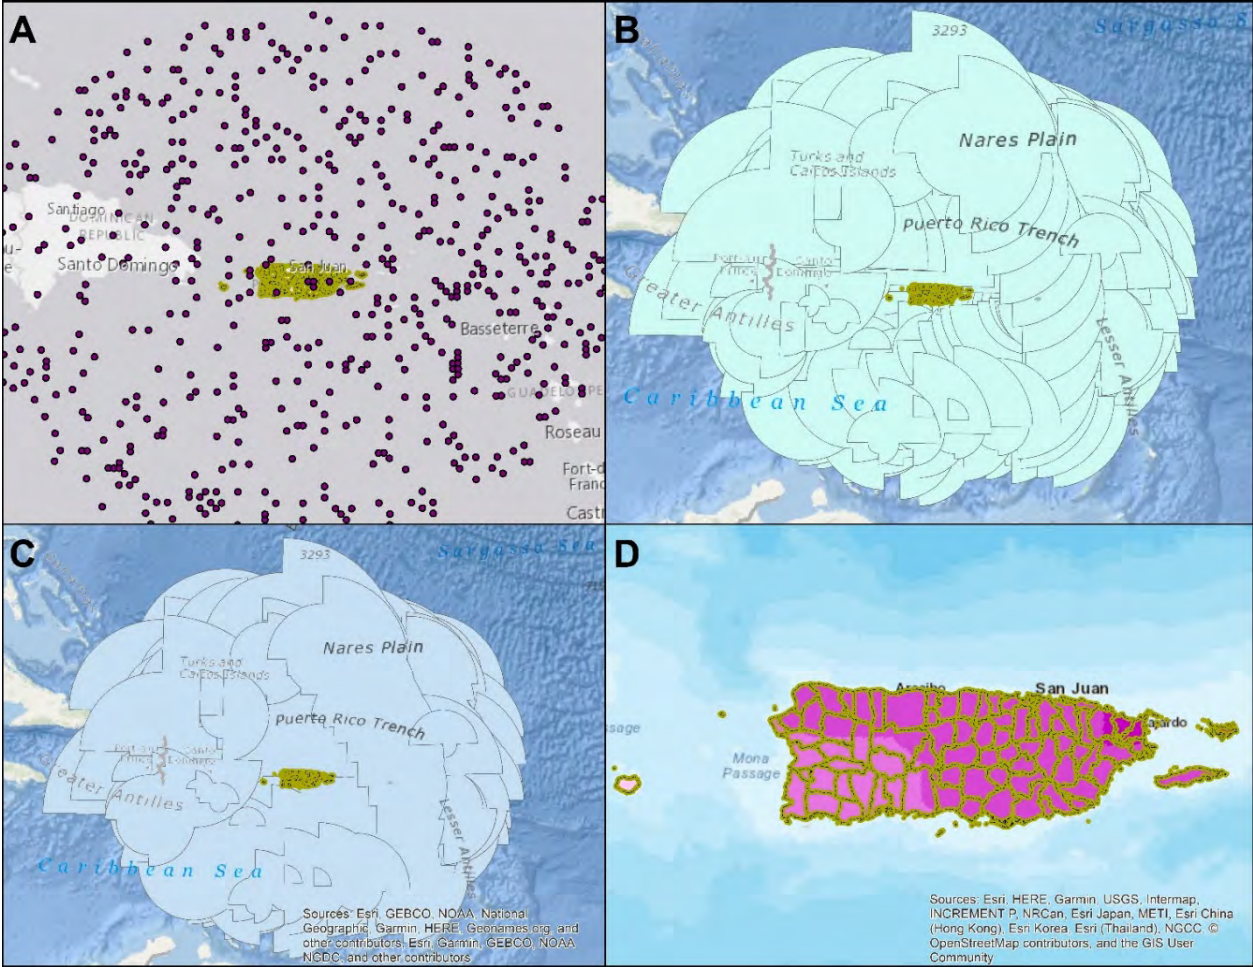 A
Santiago
DOMINICAN
REPUBLIC
Santo Domingo
San Juan
Basseterre
Roseau
Fort-d
Franc
Castr
B
3293
Sargasso S
Nares Plain
Turks and
Caicos Islands
Puerto Rico Trench
Greater Antilles
Lesser Antilles
Caribbean Sea
C
3293
Sargasso Sea
Nares Plain
Turks and
Caicos Islands
Puerto Rico Trench
Greater Antilles
Lesser Antilles
Caribbean Sea
Sources: Esri, GEBCO, NOAA, National
Geographic, Garmin, HERE, Geonames.org, and
other contributors, Esri, Garmin, GEBCO, NOAA
NCDC, and other contributors
D
San Juan
ajardo
ssage
Mona
Passage
Sources: Esri, HERE, Garmin, USGS, Intermap,
INCREMENT P, NRCan, Esri Japan, METI, Esri China
(Hong Kong), Esri Korea, Esri (Thailand), NGCC, ©
OpenStreetMap contributors, and the GIS User
Community